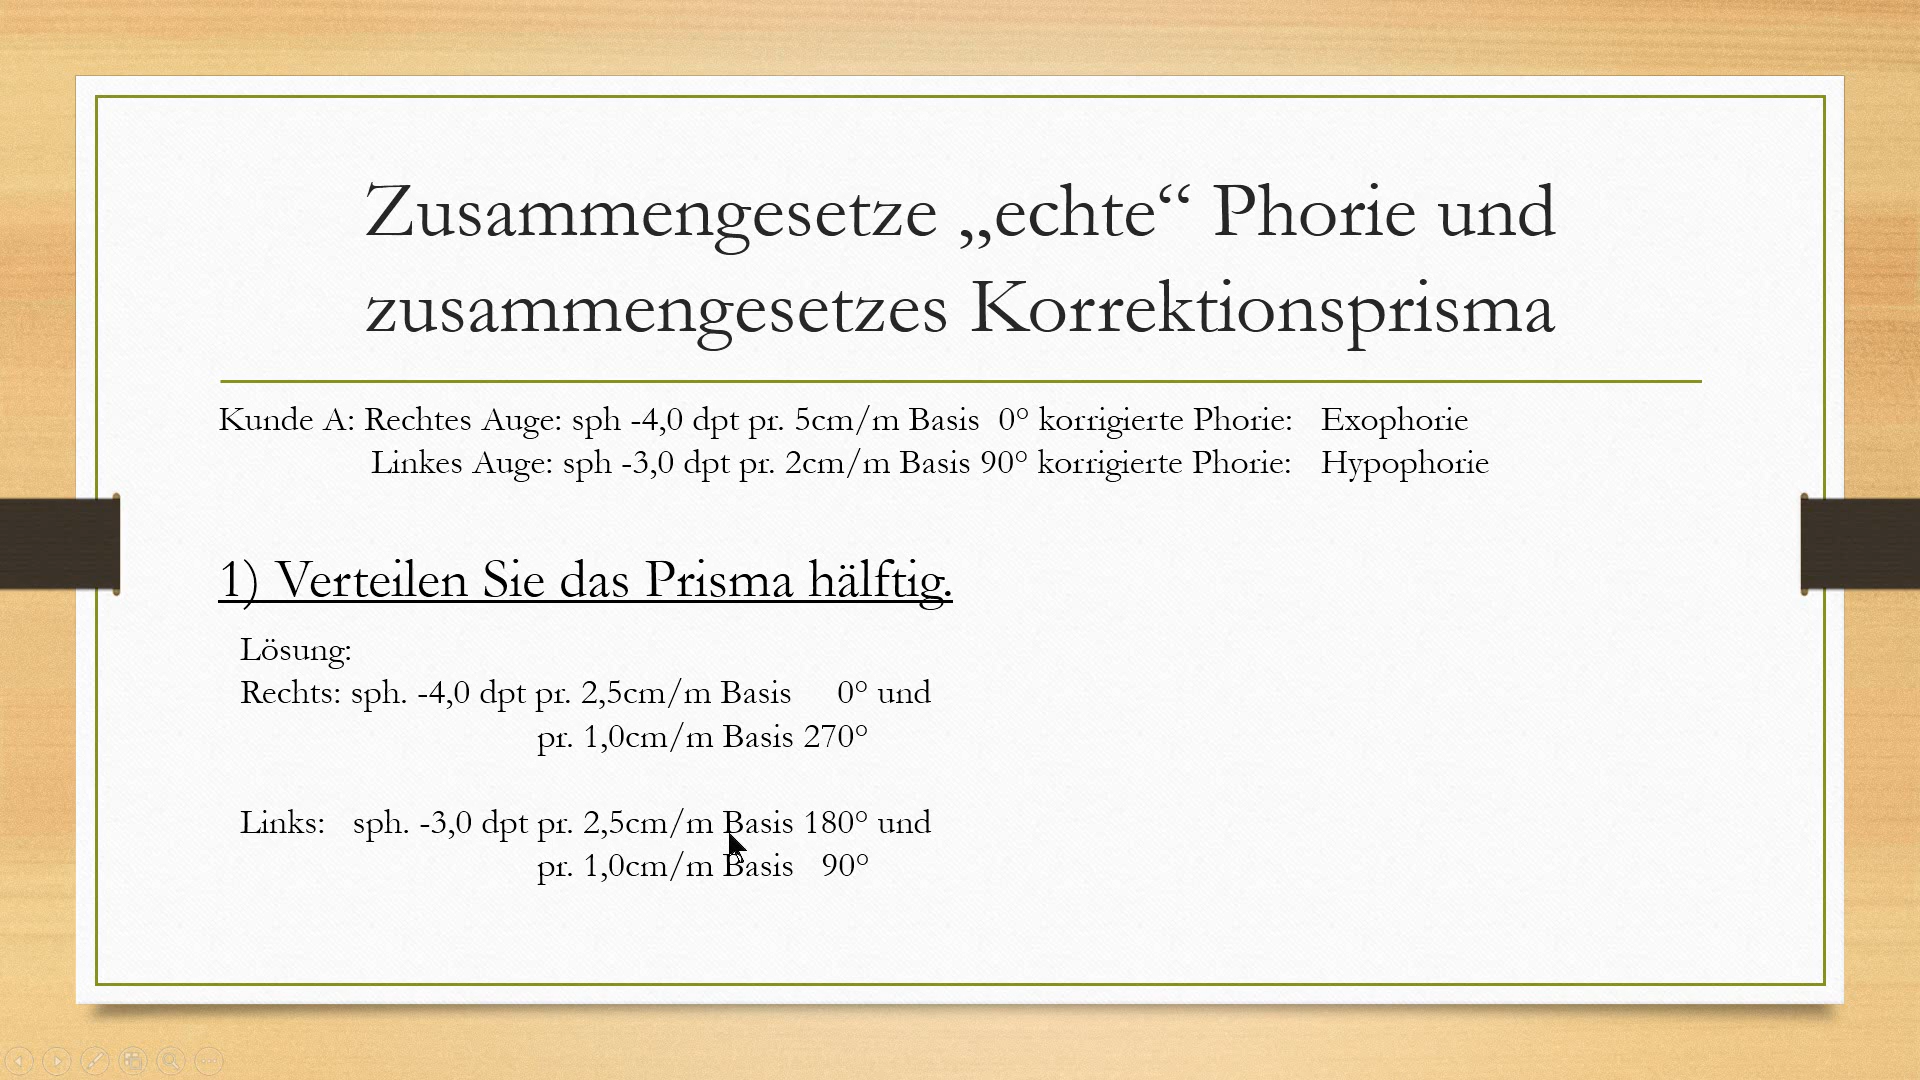 Zusammengesetze „echte“ Phorie und
zusammengesetzes Korrektionsprisma
Kunde A: Rechtes Auge: sph -4,0 dpt pr. 5cm/m Basis 0° korrigierte Phorie: Exophorie
Linkes Auge: sph -3,0 dpt pr. 2cm/m Basis 90° korrigierte Phorie: Hypophorie
1) Verteilen Sie das Prisma hälftig.
Lösung:
Rechts: sph. -4,0 dpt pr. 2,5cm/m Basis 0° und
pr. 1,0cm/m Basis 270°
Links: sph. -3,0 dpt pr. 2,5cm/m Basis 180° und
pr. 1,0cm/m Basis 90°